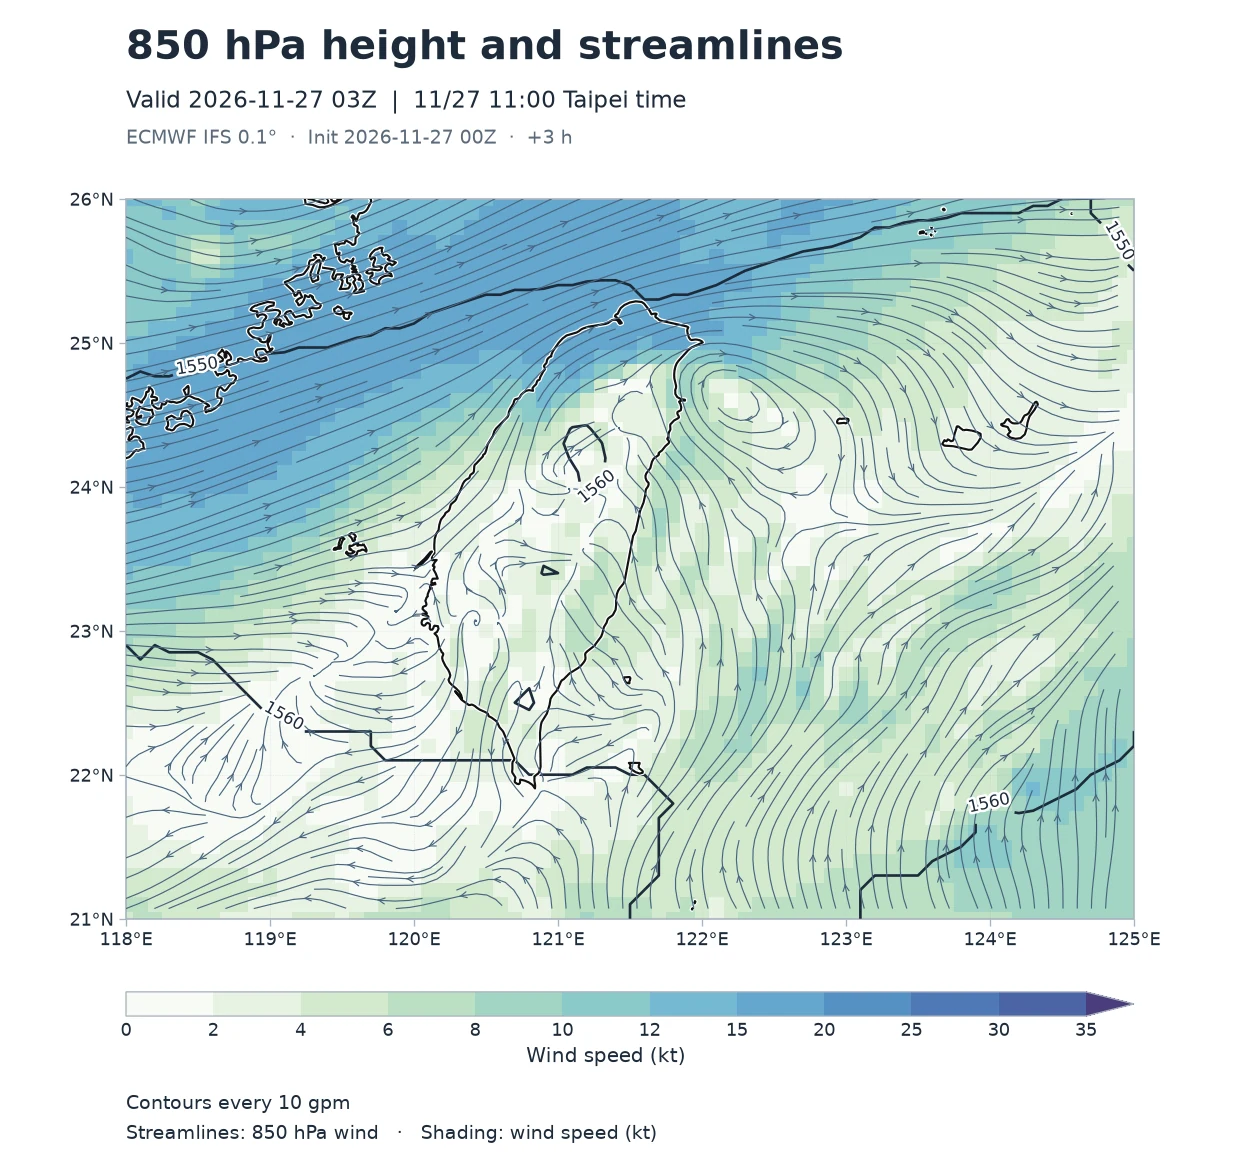 850 hPa height and streamlines
Valid 2026-11-27 03Z | 11/27 11:00 Taipei time
ECMWF IFS 0.1° · Init 2026-11-27 00Z · +3 h
26°N
25°N
24°N
23°N
22°N
21°N
1550
1550
1560
1560
1560
118°E 119°E 120°E 121°E 122°E 123°E 124°E 125°E
0 2 4 6 8 10 12 15 20 25 30 35
Wind speed (kt)
Contours every 10 gpm
Streamlines: 850 hPa wind · Shading: wind speed (kt)